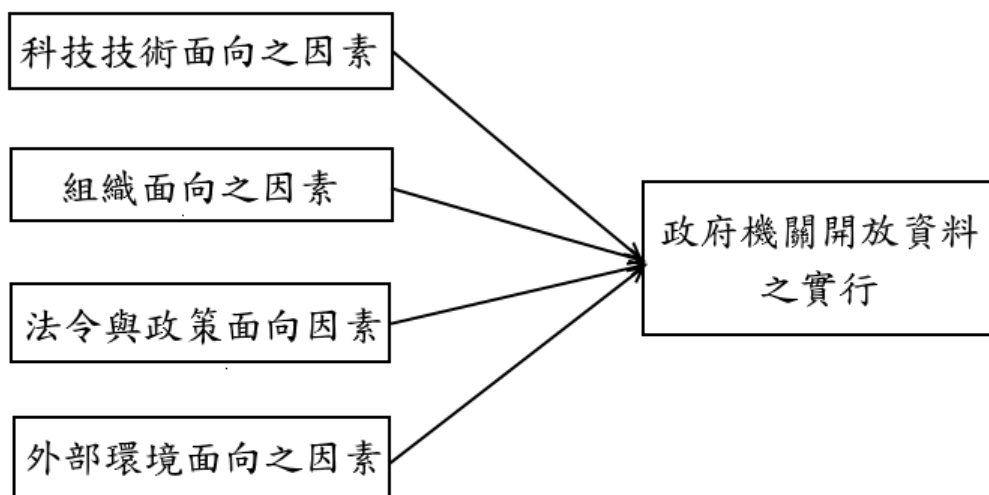 科技技術面向之因素
組織面向之因素
法令與政策面向因素
外部環境面向之因素
政府機關開放資料
之實行